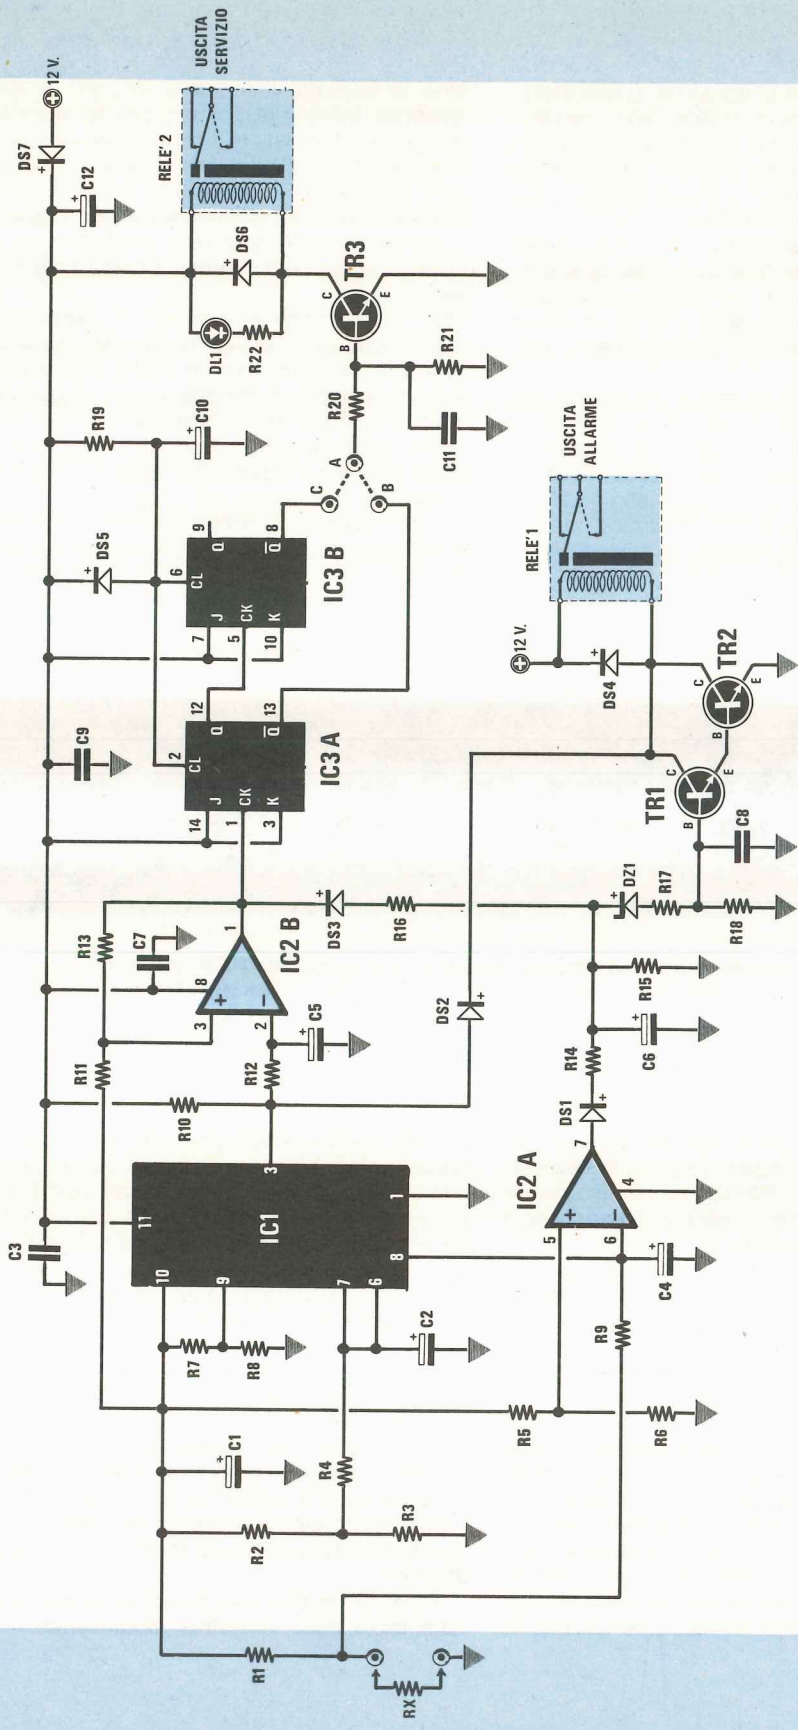 DS7
+
12 V.
C12
+
USCITA
SERVIZIO
RELE' 2
DS6
+
DL1
R22
TR3
C
B
E
R19
C10
+
R20
R21
C11
A
C
B
DS5
+
9
8
6
7
5
10
Q
Q̅
CL
J
CK
K
IC3 B
C9
12
13
2
14
1
3
Q
Q̅
CL
J
CK
K
IC3 A
USCITA
ALLARME
RELE' 1
12 V.
DS4
+
TR2
C
B
E
TR1
C
B
E
C8
R13
C7
8
1
3
2
+
−
IC2 B
DS3
+
R16
DZ1
+
R17
R18
C5
+
R11
R12
R10
DS2
+
R15
C6
+
R14
DS1
+
C3
11
3
1
IC1
10
9
7
6
8
IC2 A
7
5
6
4
+
−
C4
+
R9
R7
R8
C2
+
C1
+
R4
R5
R6
R2
R3
R1
RX